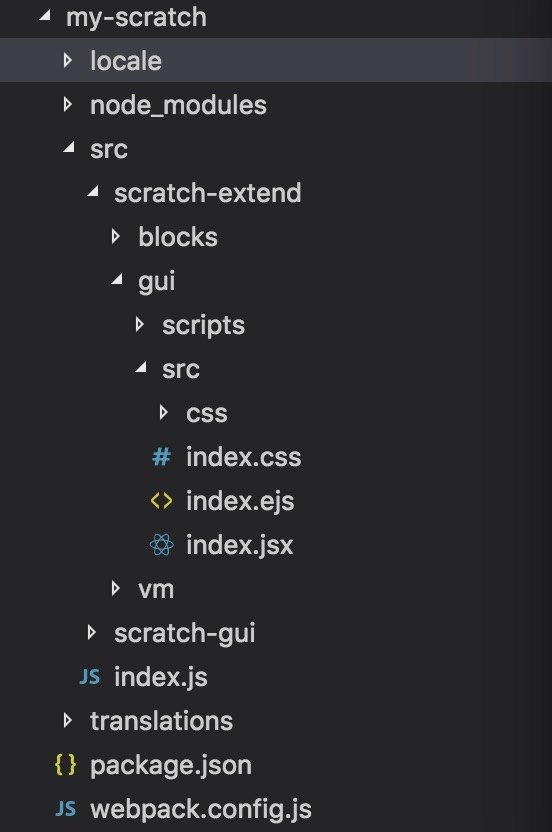 my-scratch
locale
node_modules
src
scratch-extend
blocks
gui
scripts
src
css
# index.css
<> index.ejs
index.jsx
vm
scratch-gui
JS index.js
translations
{} package.json
JS webpack.config.js